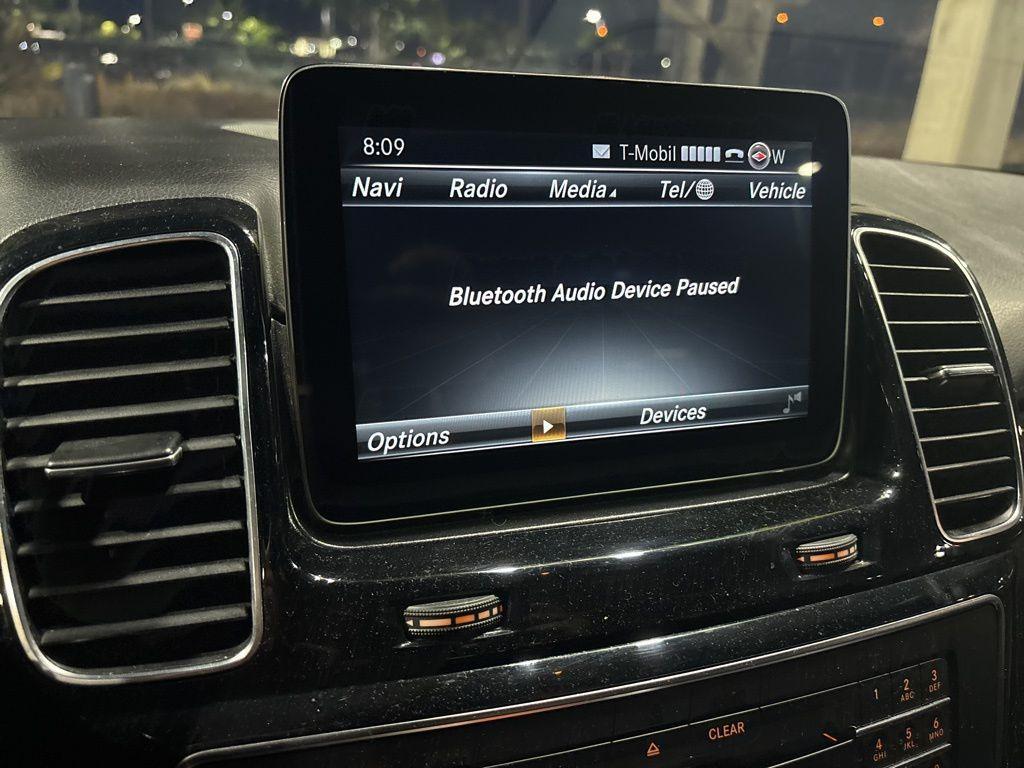 8:09 T-Mobil W
Navi Radio Media Tel/ Vehicle
Bluetooth Audio Device Paused
Options Devices
CLEAR
1 2 ABC 3 DEF
4 GHI 5 JKL 6 MNO